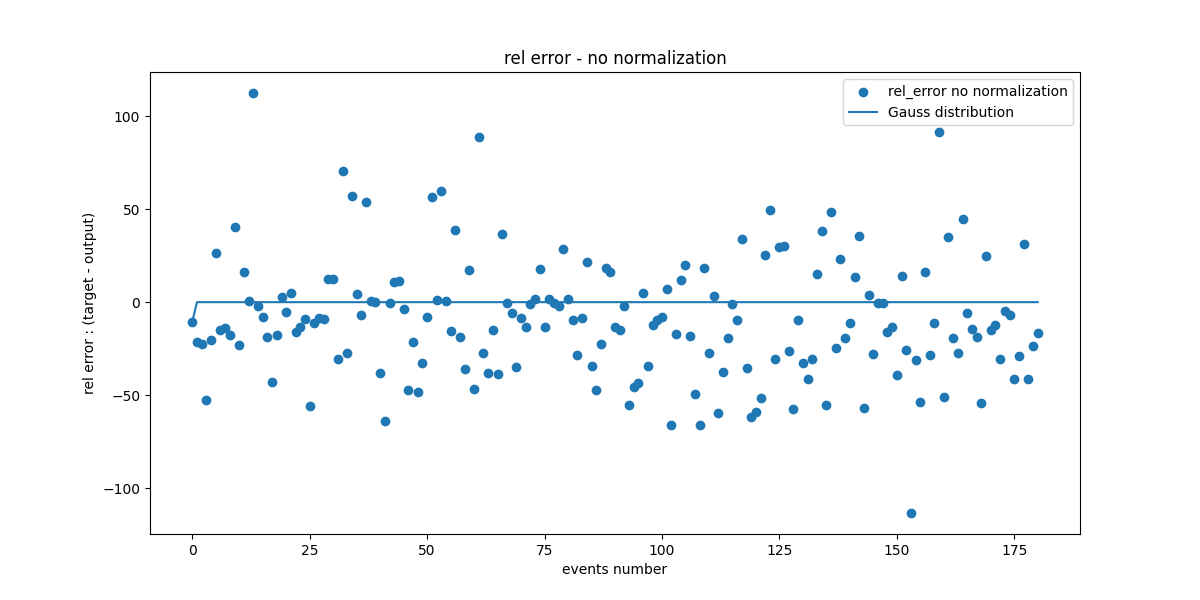 rel error - no normalization
rel_error no normalization
Gauss distribution
rel error : (target - output)
100
50
0
−50
−100
0 25 50 75 100 125 150 175
events number